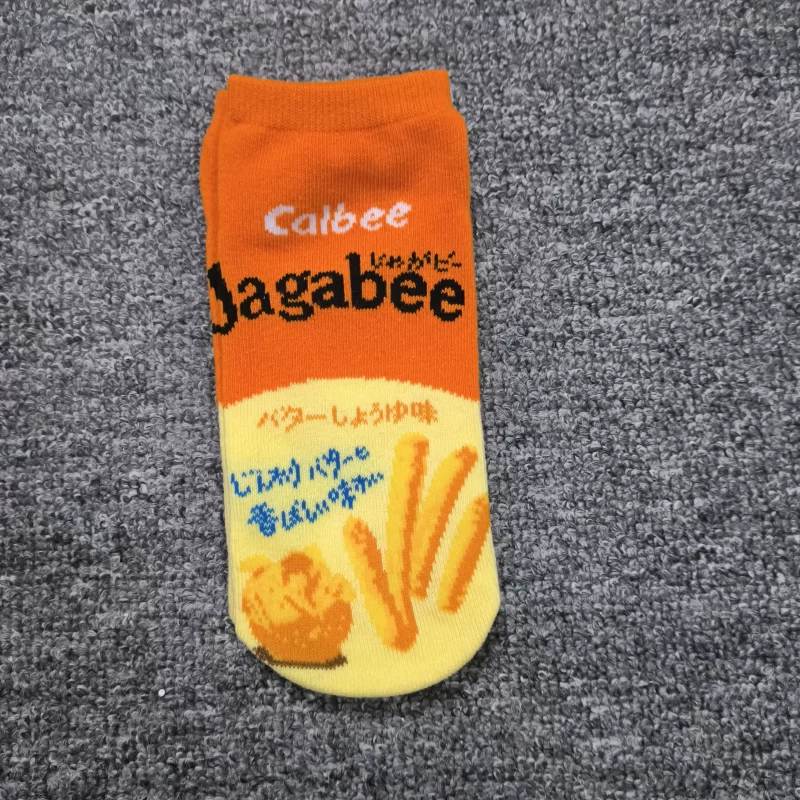 Calbee
じゃがビー
Jagabee
バターしょうゆ味
じんわりバターと
香ばしい味わい